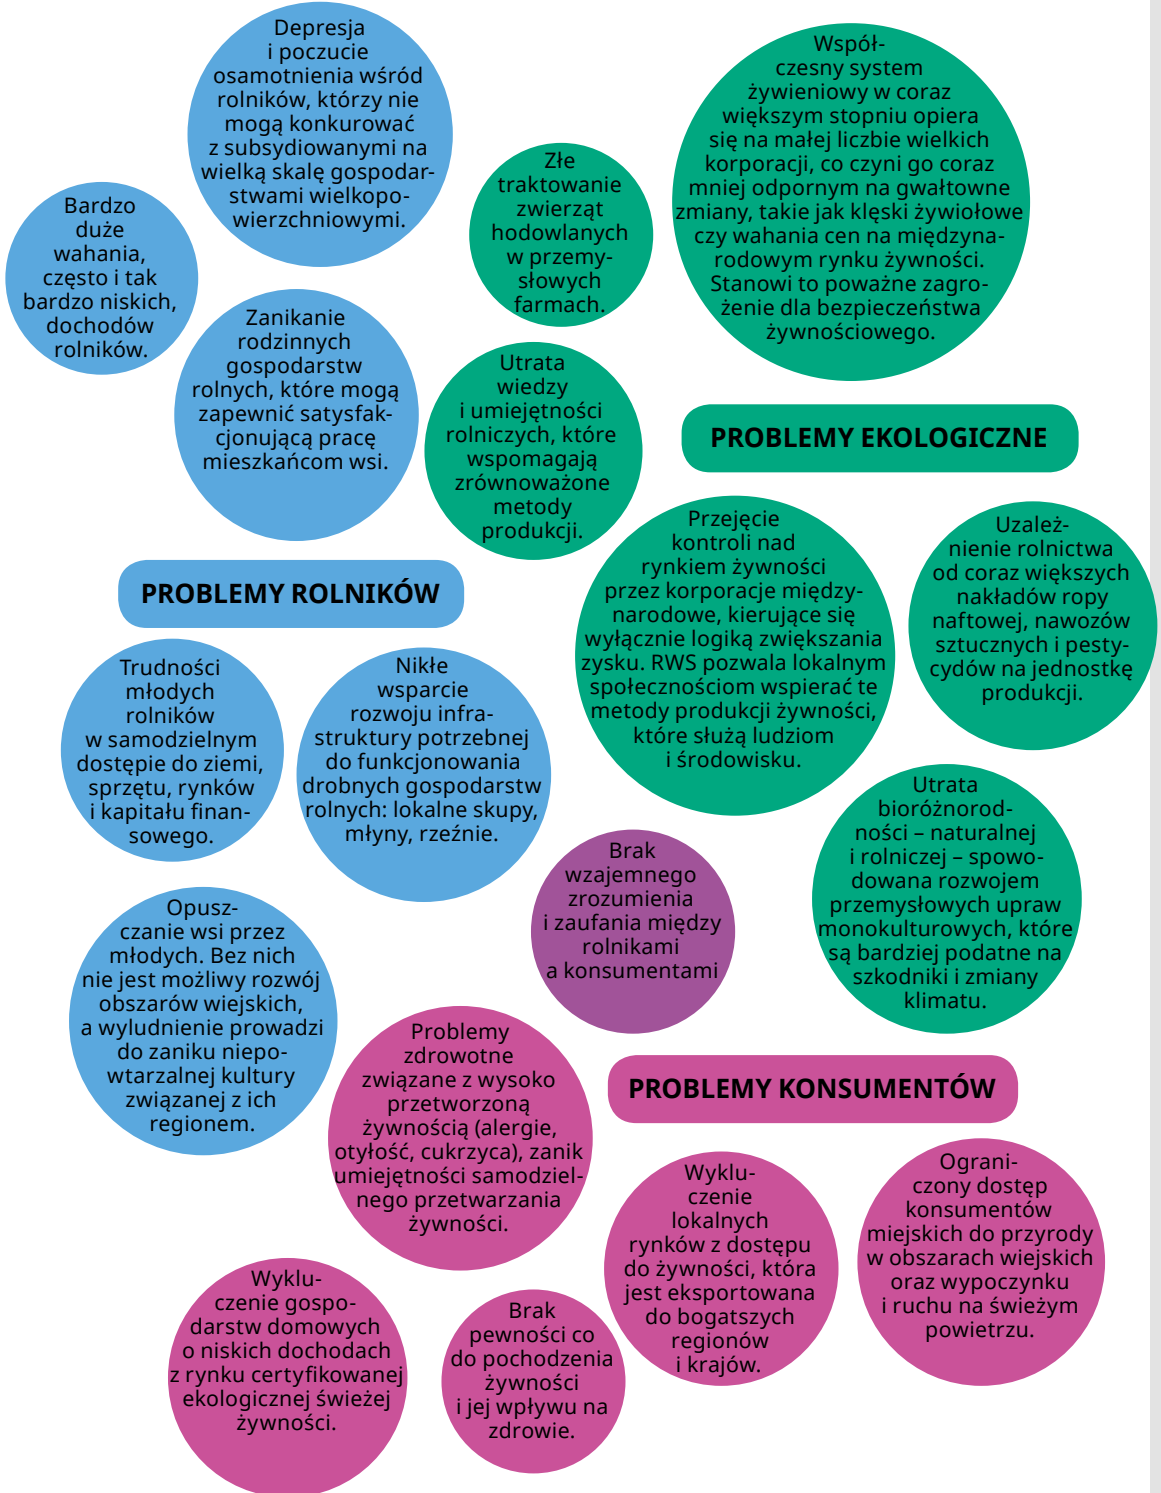 Depresja
i poczucie
osamotnienia wśród
rolników, którzy nie
mogą konkurować
z subsydiowanymi na
wielką skalę gospodar-
stwami wielkopo-
wierzchniowymi.
Współ-
czesny system
żywieniowy w coraz
większym stopniu opiera
się na małej liczbie wielkich
korporacji, co czyni go coraz
mniej odpornym na gwałtowne
zmiany, takie jak klęski żywiołowe
czy wahania cen na międzyna-
rodowym rynku żywności.
Stanowi to poważne zagro-
żenie dla bezpieczeństwa
żywnościowego.
Złe
traktowanie
zwierząt
hodowlanych
w przemy-
słowych
farmach.
Bardzo
duże
wahania,
często i tak
bardzo niskich,
dochodów
rolników.
Zanikanie
rodzinnych
gospodarstw
rolnych, które mogą
zapewnić satysfak-
cjonującą pracę
mieszkańcom wsi.
Utrata
wiedzy
i umiejętności
rolniczych, które
wspomagają
zrównoważone
metody
produkcji.
PROBLEMY EKOLOGICZNE
Przejęcie
kontroli nad
rynkiem żywności
przez korporacje między-
narodowe, kierujące się
wyłącznie logiką zwiększania
zysku. RWS pozwala lokalnym
społecznościom wspierać te
metody produkcji żywności,
które służą ludziom
i środowisku.
Uzależ-
nienie rolnictwa
od coraz większych
nakładów ropy
naftowej, nawozów
sztucznych i pesty-
cydów na jednostkę
produkcji.
PROBLEMY ROLNIKÓW
Trudności
młodych
rolników
w samodzielnym
dostępie do ziemi,
sprzętu, rynków
i kapitału finan-
sowego.
Nikłe
wsparcie
rozwoju infra-
struktury potrzebnej
do funkcjonowania
drobnych gospodarstw
rolnych: lokalne skupy,
młyny, rzeźnie.
Utrata
bioróżnorod-
ności – naturalnej
i rolniczej – spowo-
dowana rozwojem
przemysłowych upraw
monokulturowych, które
są bardziej podatne na
szkodniki i zmiany
klimatu.
Brak
wzajemnego
zrozumienia
i zaufania między
rolnikami
a konsumentami
Opusz-
czanie wsi przez
młodych. Bez nich
nie jest możliwy rozwój
obszarów wiejskich,
a wyludnienie prowadzi
do zaniku niepo-
wtarzalnej kultury
związanej z ich
regionem.
Problemy
zdrowotne
związane z wysoko
przetworzoną
żywnością (alergie,
otyłość, cukrzyca), zanik
umiejętności samodziel-
nego przetwarzania
żywności.
PROBLEMY KONSUMENTÓW
Wyklu-
czenie
lokalnych
rynków z dostępu
do żywności, która
jest eksportowana
do bogatszych
regionów
i krajów.
Ograni-
czony dostęp
konsumentów
miejskich do przyrody
w obszarach wiejskich
oraz wypoczynku
i ruchu na świeżym
powietrzu.
Wyklu-
czenie gospo-
darstw domowych
o niskich dochodach
z rynku certyfikowanej
ekologicznej świeżej
żywności.
Brak
pewności co
do pochodzenia
żywności
i jej wpływu na
zdrowie.